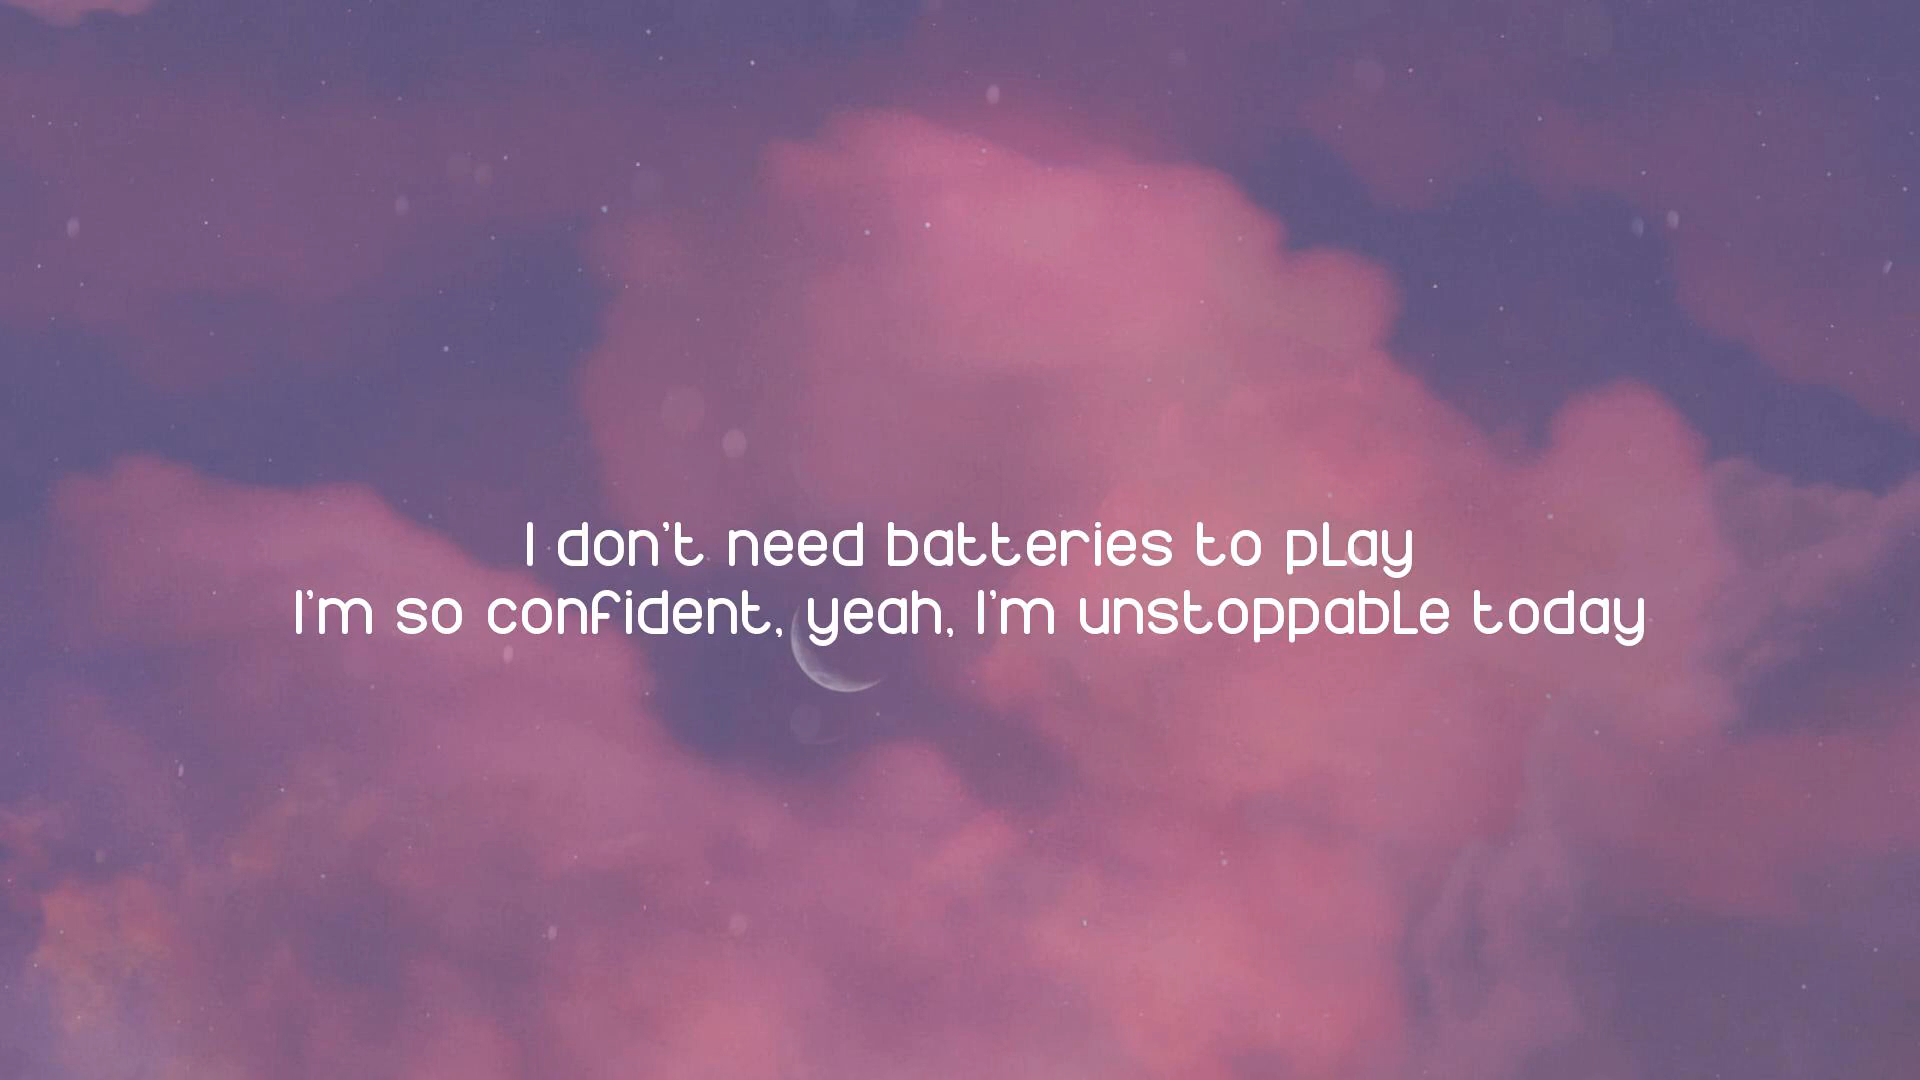 I don't need batteries to play
I'm so confident, yeah, I'm unstoppable today